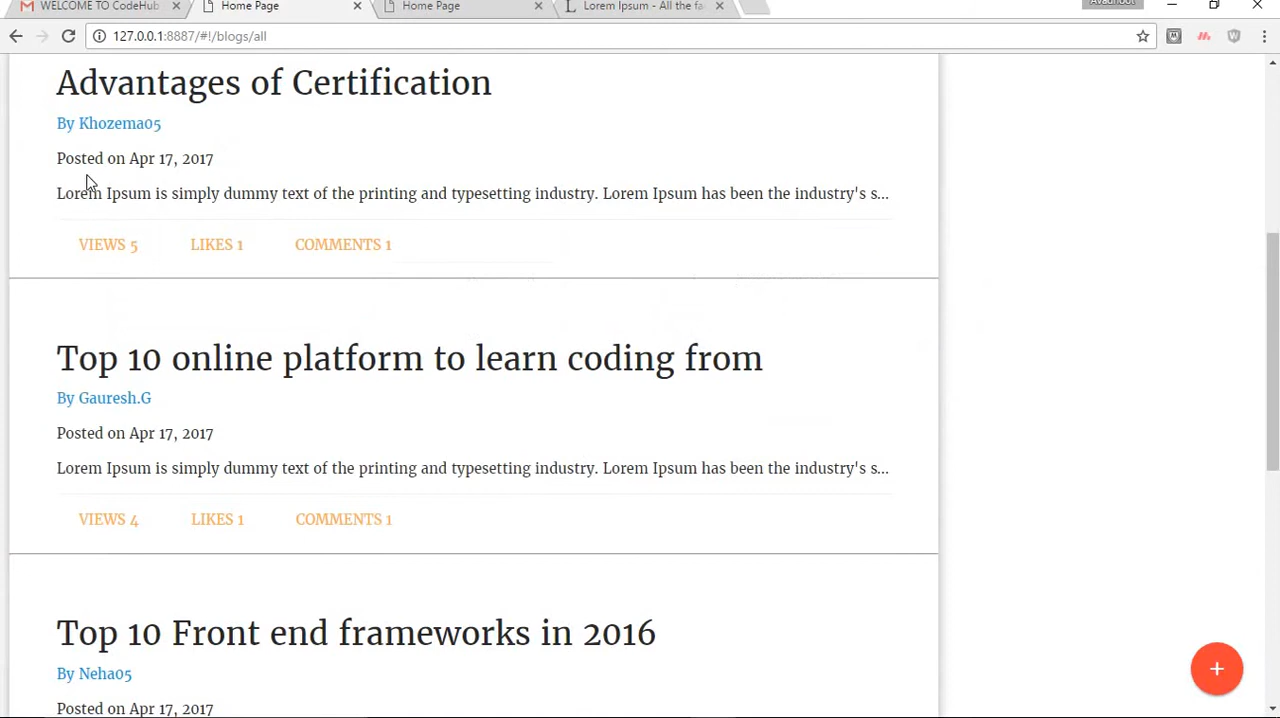 WELCOME TO CodeHub
Home Page
Home Page
Lorem Ipsum - All the fa
Avadhoot
127.0.0.1:8887/#!/blogs/all
Advantages of Certification
By Khozema05
Posted on Apr 17, 2017
Lorem Ipsum is simply dummy text of the printing and typesetting industry. Lorem Ipsum has been the industry's s...
VIEWS 5 LIKES 1 COMMENTS 1
Top 10 online platform to learn coding from
By Gauresh.G
Posted on Apr 17, 2017
Lorem Ipsum is simply dummy text of the printing and typesetting industry. Lorem Ipsum has been the industry's s...
VIEWS 4 LIKES 1 COMMENTS 1
Top 10 Front end frameworks in 2016
By Neha05
Posted on Apr 17, 2017